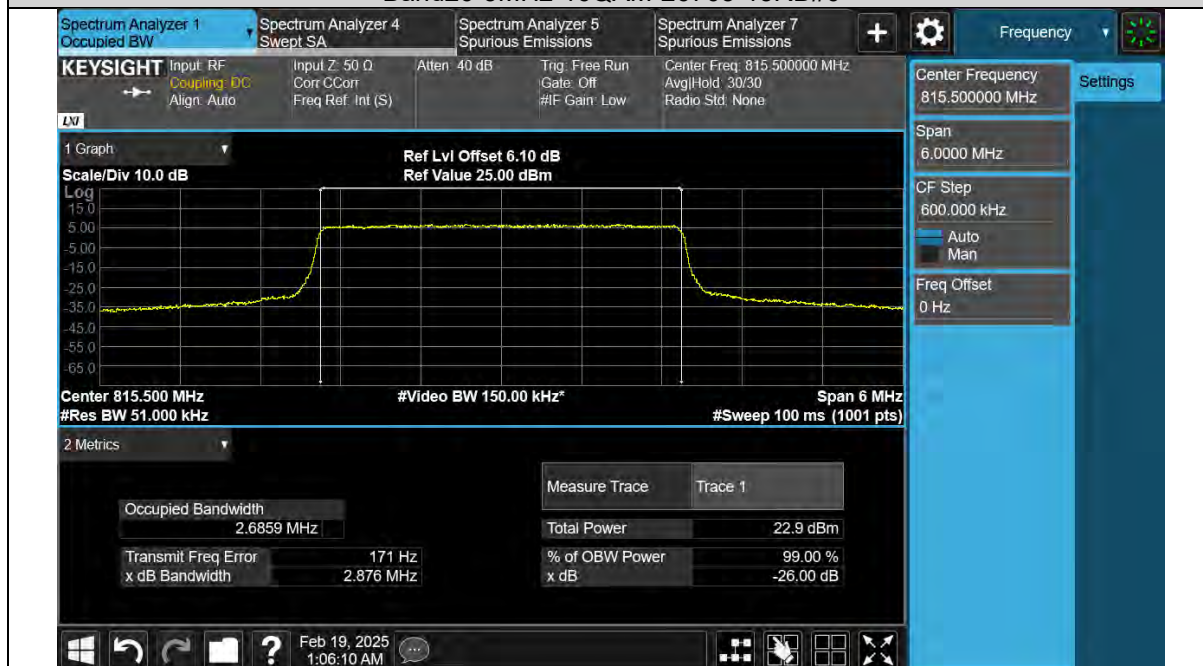 Spectrum Analyzer 1
Occupied BW
Spectrum Analyzer 4
Swept SA
Spectrum Analyzer 5
Spurious Emissions
Spectrum Analyzer 7
Spurious Emissions
+
Frequency
KEYSIGHT
Input: RF
Coupling: DC
Align: Auto
Input Z: 50 Ω
Corr CCorr
Freq Ref: Int (S)
Atten: 40 dB
Trig: Free Run
Gate: Off
#IF Gain: Low
Center Freq: 815.500000 MHz
Avg|Hold: 30/30
Radio Std: None
LXI
Center Frequency
815.500000 MHz
Settings
Span
6.0000 MHz
CF Step
600.000 kHz
Auto
Man
Freq Offset
0 Hz
1 Graph
Scale/Div 10.0 dB
Ref Lvl Offset 6.10 dB
Ref Value 25.00 dBm
Log
15.0
5.00
-5.00
-15.0
-25.0
-35.0
-45.0
-55.0
-65.0
Center 815.500 MHz
#Res BW 51.000 kHz
#Video BW 150.00 kHz*
Span 6 MHz
#Sweep 100 ms (1001 pts)
2 Metrics
Measure Trace
Trace 1
Occupied Bandwidth
2.6859 MHz
Total Power
22.9 dBm
Transmit Freq Error
171 Hz
% of OBW Power
99.00 %
x dB Bandwidth
2.876 MHz
x dB
-26.00 dB
?
Feb 19, 2025
1:06:10 AM